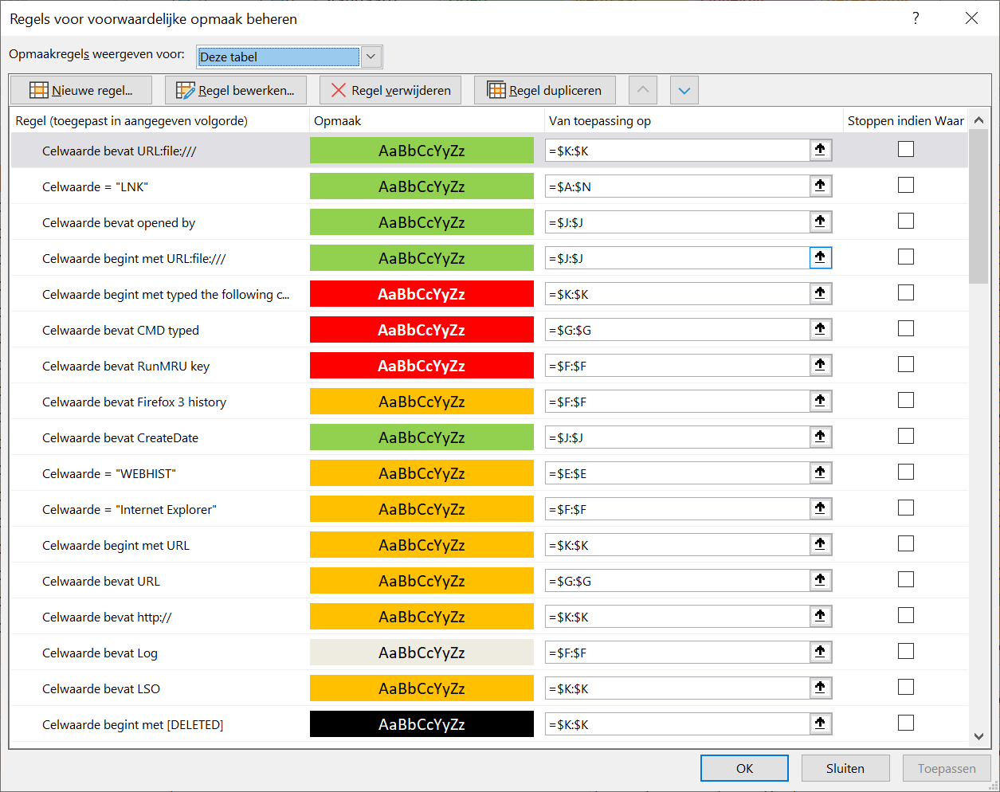 Regels voor voorwaardelijke opmaak beheren ?
Opmaakregels weergeven voor: Deze tabel
Nieuwe regel... Regel bewerken... Regel verwijderen Regel dupliceren
Regel (toegepast in aangegeven volgorde) Opmaak Van toepassing op Stoppen indien Waar
Celwaarde bevat URL:file:/// AaBbCcYyZz =$K:$K
Celwaarde = "LNK" AaBbCcYyZz =$A:$N
Celwaarde bevat opened by AaBbCcYyZz =$J:$J
Celwaarde begint met URL:file:/// AaBbCcYyZz =$J:$J
Celwaarde begint met typed the following c... AaBbCcYyZz =$K:$K
Celwaarde bevat CMD typed AaBbCcYyZz =$G:$G
Celwaarde bevat RunMRU key AaBbCcYyZz =$F:$F
Celwaarde bevat Firefox 3 history AaBbCcYyZz =$F:$F
Celwaarde bevat CreateDate AaBbCcYyZz =$J:$J
Celwaarde = "WEBHIST" AaBbCcYyZz =$E:$E
Celwaarde = "Internet Explorer" AaBbCcYyZz =$F:$F
Celwaarde begint met URL AaBbCcYyZz =$K:$K
Celwaarde bevat URL AaBbCcYyZz =$G:$G
Celwaarde bevat http:// AaBbCcYyZz =$K:$K
Celwaarde bevat Log AaBbCcYyZz =$F:$F
Celwaarde bevat LSO AaBbCcYyZz =$K:$K
Celwaarde begint met [DELETED] AaBbCcYyZz =$K:$K
OK Sluiten Toepassen